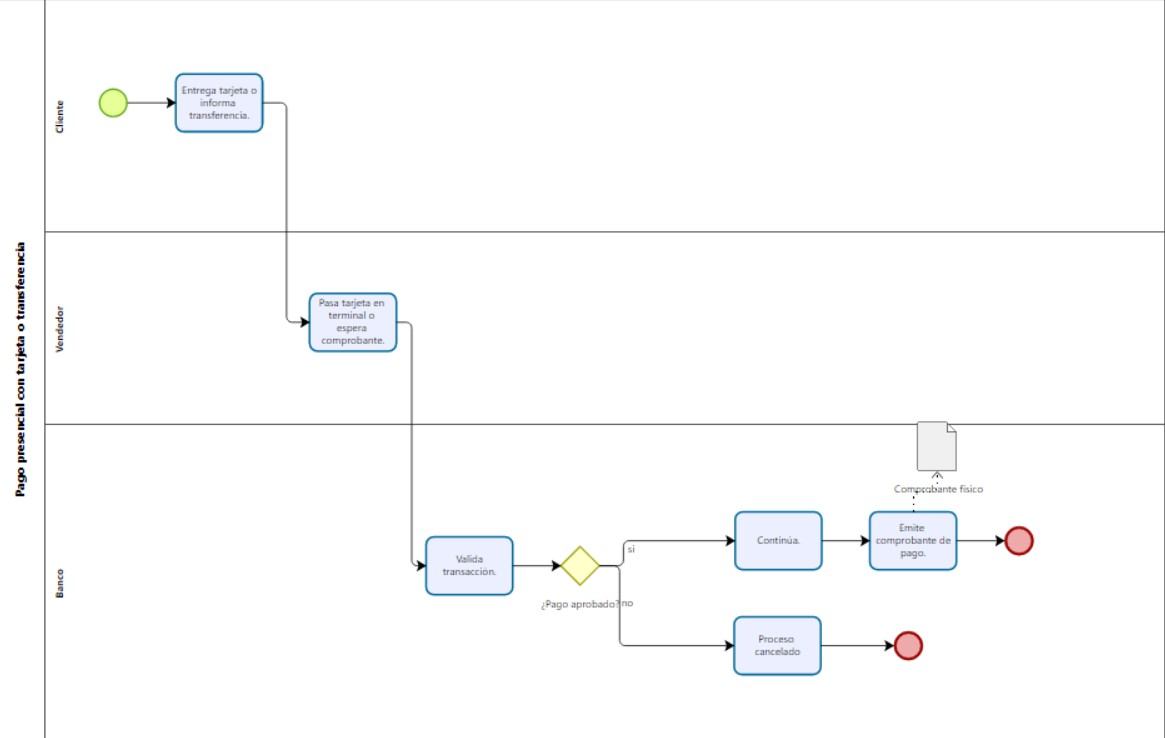 Pago presencial con tarjeta o transferencia
Cliente
Entrega tarjeta o
informa
transferencia.
Vendedor
Pasa tarjeta en
terminal o
espera
comprobante.
Banco
Valida
transacción.
¿Pago aprobado?
si
no
Continúa.
Emite
comprobante de
pago.
Comprobante físico
Proceso
cancelado